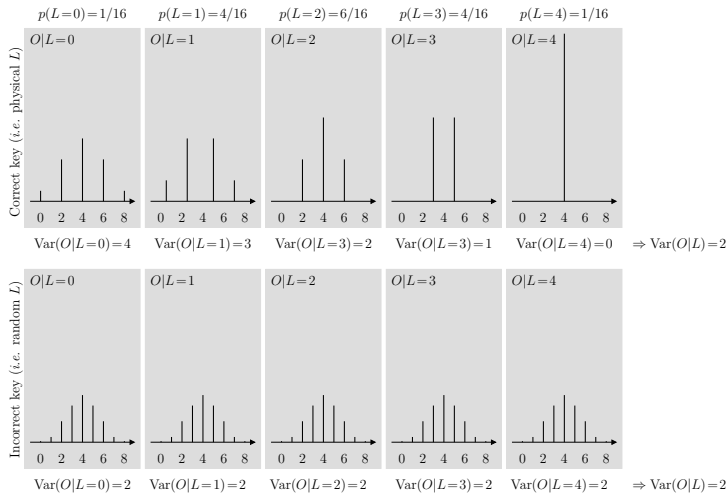 p(L=0)=1/16 p(L=1)=4/16 p(L=2)=6/16 p(L=3)=4/16 p(L=4)=1/16
Correct key (i.e. physical L)
O|L=0 O|L=1 O|L=2 O|L=3 O|L=4
0 2 4 6 8 0 2 4 6 8 0 2 4 6 8 0 2 4 6 8 0 2 4 6 8
Var(O|L=0)=4 Var(O|L=1)=3 Var(O|L=3)=2 Var(O|L=3)=1 Var(O|L=4)=0 ⇒Var(O|L)=2
Incorrect key (i.e. random L)
O|L=0 O|L=1 O|L=2 O|L=3 O|L=4
0 2 4 6 8 0 2 4 6 8 0 2 4 6 8 0 2 4 6 8 0 2 4 6 8
Var(O|L=0)=2 Var(O|L=1)=2 Var(O|L=2)=2 Var(O|L=3)=2 Var(O|L=4)=2 ⇒Var(O|L)=2